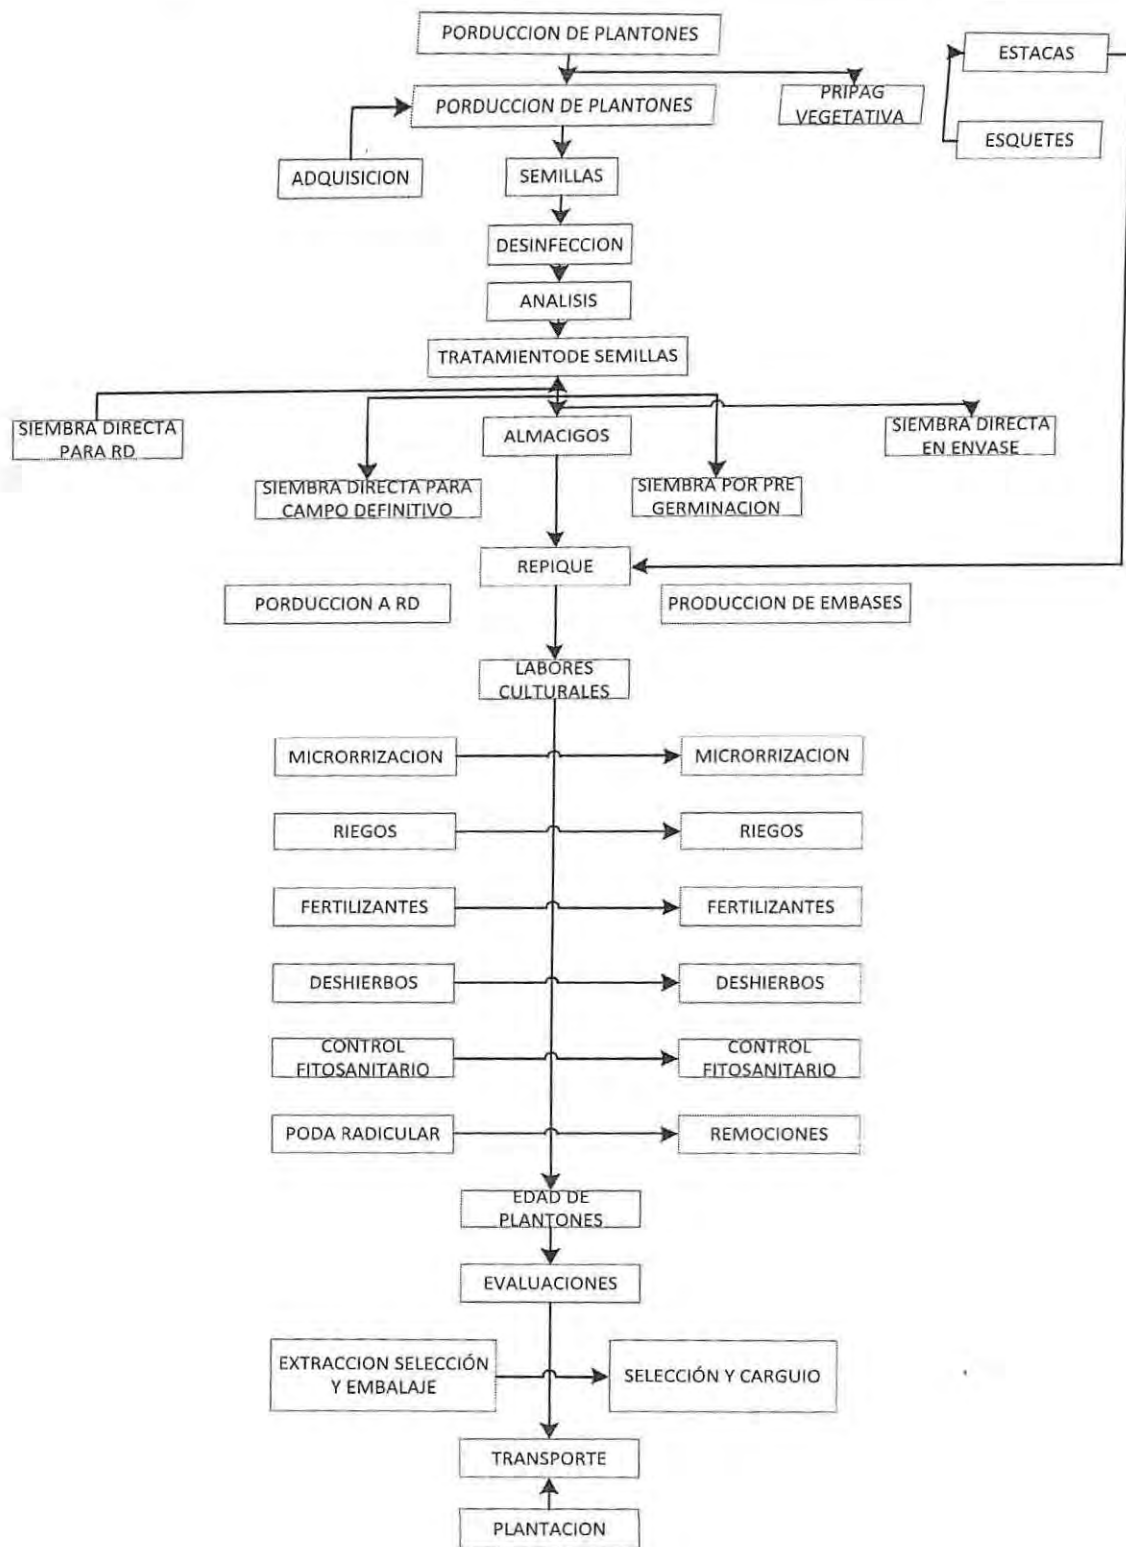 PORDUCCION DE PLANTONES
ESTACAS
PRIPAG
VEGETATIVA
PORDUCCION DE PLANTONES
ESQUETES
ADQUISICION
SEMILLAS
DESINFECCION
ANALISIS
TRATAMIENTODE SEMILLAS
SIEMBRA DIRECTA
PARA RD
ALMACIGOS
SIEMBRA DIRECTA
EN ENVASE
SIEMBRA DIRECTA PARA
CAMPO DEFINITIVO
SIEMBRA POR PRE
GERMINACION
REPIQUE
PORDUCCION A RD
PRODUCCION DE EMBASES
LABORES
CULTURALES
MICRORRIZACION
MICRORRIZACION
RIEGOS
RIEGOS
FERTILIZANTES
FERTILIZANTES
DESHIERBOS
DESHIERBOS
CONTROL
FITOSANITARIO
CONTROL
FITOSANITARIO
PODA RADICULAR
REMOCIONES
EDAD DE
PLANTONES
EVALUACIONES
EXTRACCION SELECCIÓN
Y EMBALAJE
SELECCIÓN Y CARGUIO
TRANSPORTE
PLANTACION